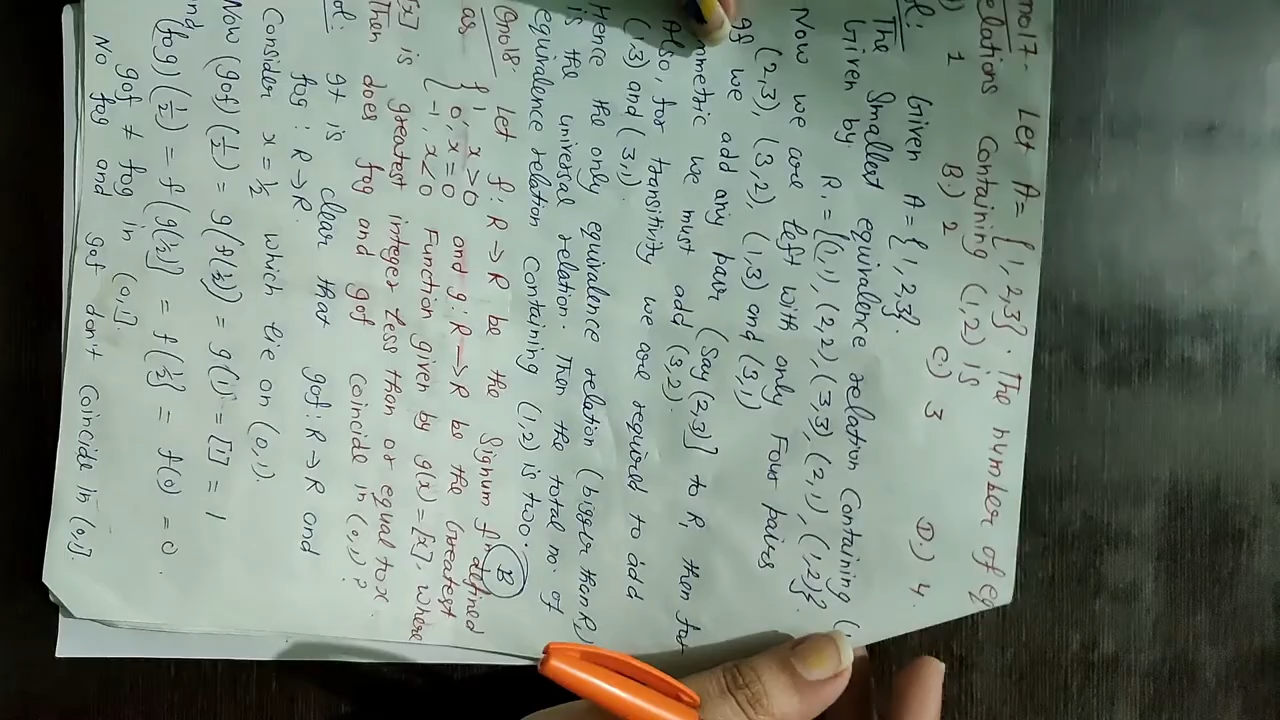 no17. Let A = {1, 2, 3}. The number of eq
relations Containing (1, 2) is
1 B.) 2 C.) 3 D.) 4.
Given A = {1, 2, 3}.
The Smallest equivalence relation Containing (
Given by R₁ = {(1,1), (2,2), (3,3), (2,1), (1,2)}.
Now we are left with only Four pairs
(2,3), (3,2), (1,3) and (3,1)
If we add any pair (Say (2,3)] to R, then for
mmetric we must add (3,2).
Also, for transitivity we are required to add
(1,3) and (3,1).
Hence the only equivalence relation (bigger than R₁)
is the universal relation. Then the total no. of
equivalence relation Containing (1,2) is too. (B)
Qno18. Let f: R → R be the Signum fⁿ defined
as f { 1, x > 0
0, x = 0
-1, x < 0 and g: R → R be the Greatest
Function given by g(x) = [x], where
[x] is greatest integer Less then or equal to x.
Then does fog and gof Coincide in (0,1)?
Sol: It is clear that gof: R → R and
fog: R → R.
Consider x = ½ which lie on (0,1).
Now (gof)(½) = g(f(½)) = g(1) = [1] = 1
and (fog)(½) = f(g(½)] = f(½} = f(0) = 0.
gof ≠ fog in (0,1].
No fog and gof don't Coincide in (0,1]